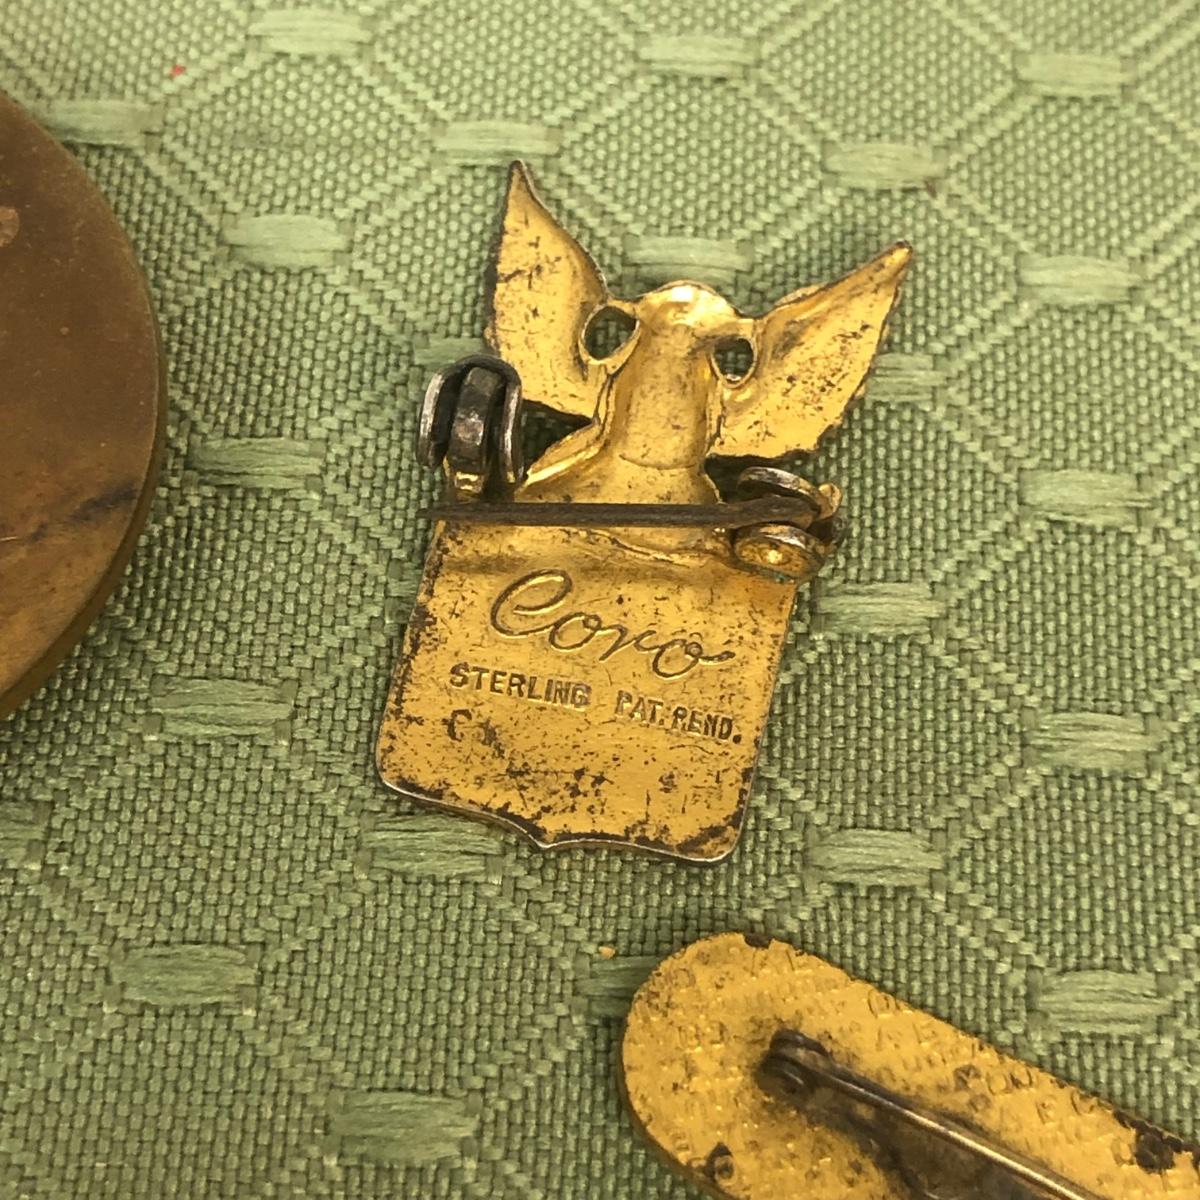 Coro
STERLING PAT. PEND.